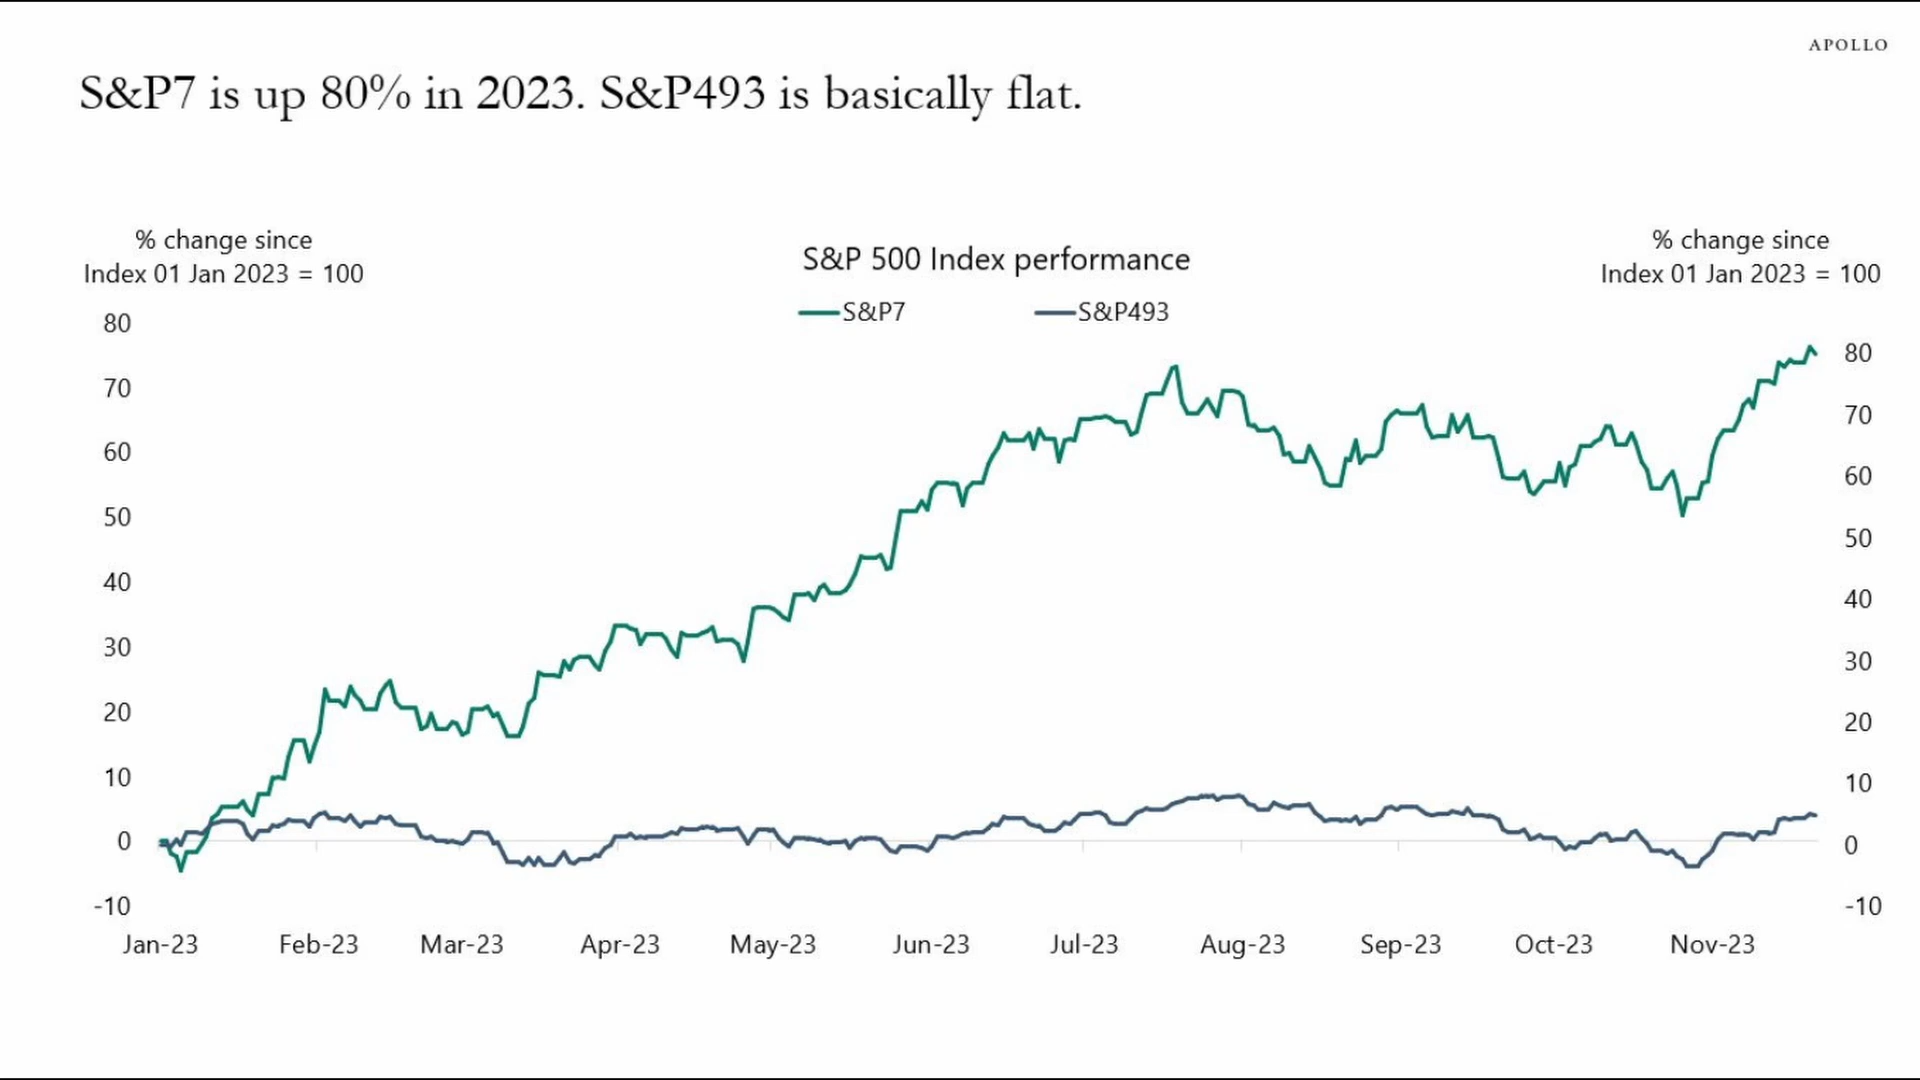 APOLLO
S&P7 is up 80% in 2023. S&P493 is basically flat.
% change since
Index 01 Jan 2023 = 100
S&P 500 Index performance
% change since
Index 01 Jan 2023 = 100
S&P7 S&P493
80
70
60
50
40
30
20
10
0
-10
80
70
60
50
40
30
20
10
0
-10
Jan-23 Feb-23 Mar-23 Apr-23 May-23 Jun-23 Jul-23 Aug-23 Sep-23 Oct-23 Nov-23